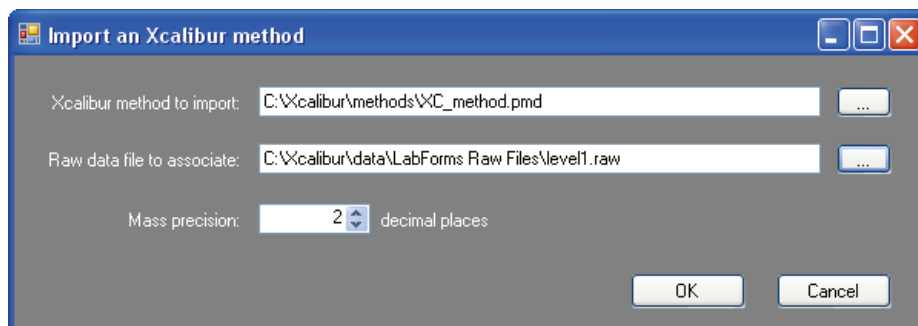 Import an Xcalibur method
Xcalibur method to import: C:\Xcalibur\methods\XC_method.pmd ...
Raw data file to associate: C:\Xcalibur\data\LabForms Raw Files\level1.raw ...
Mass precision: 2 decimal places
OK Cancel